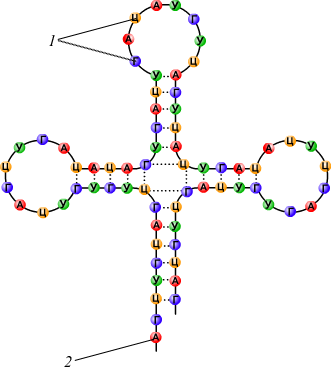 А У
Ц Г
1 А У
Г Ц
У А
Ц Г
А У
Г Ц
У А
У Г А Ц А Ц А Г Ц У Г А Ц А Ц У Ц
Ц Г А Ц У Г У Г У Ц Г А Ц У Г У Г А Г
Г Ц
А У
Ц Г
Г Ц
У А
Ц Г
Г
2 А